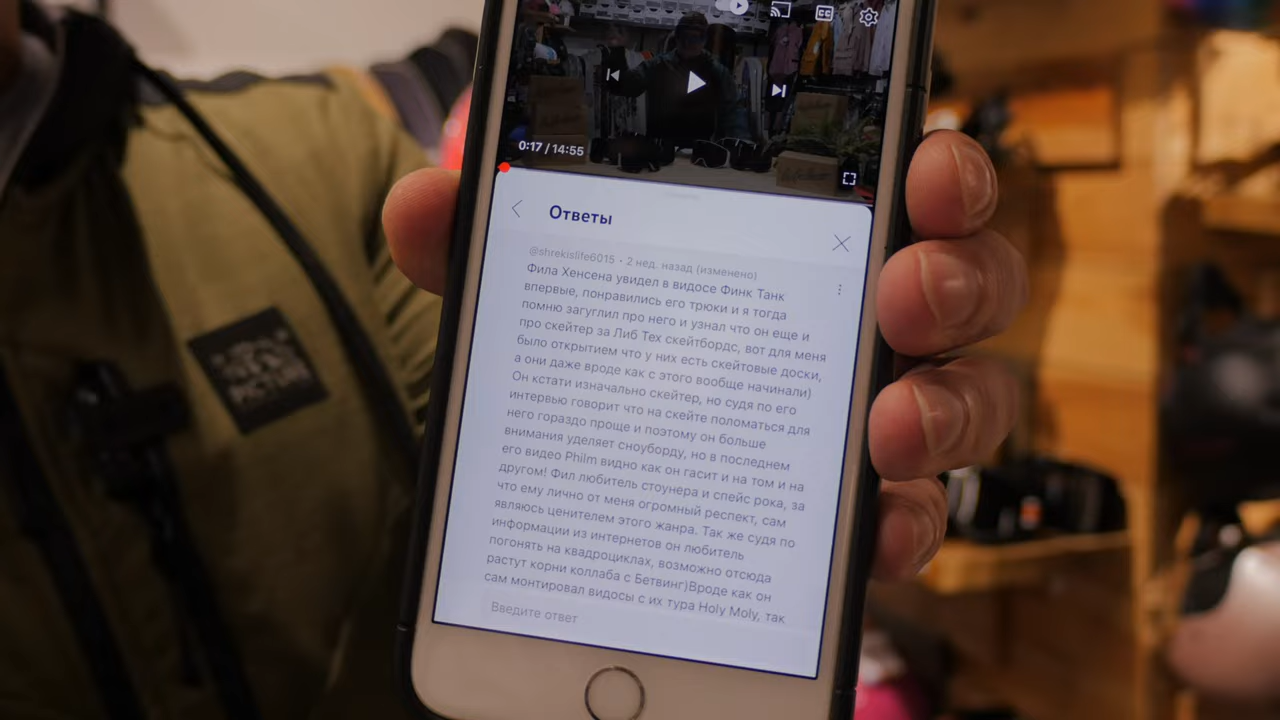 CC
0:17 / 14:55
Ответы
@shrekislife6015 • 2 нед. назад (изменено)
Фила Хенсена увидел в видосе Финк Танк
впервые, понравились его трюки и я тогда
помню загуглил про него и узнал что он еще и
про скейтер за Либ Тех скейтбордс, вот для меня
было открытием что у них есть скейтовые доски,
а они даже вроде как с этого вообще начинали)
Он кстати изначально скейтер, но судя по его
интервью говорит что на скейте поломаться для
него гораздо проще и поэтому он больше
внимания уделяет сноуборду, но в последнем
его видео Philm видно как он гасит и на том и на
другом! Фил любитель стоунера и спейс рока, за
что ему лично от меня огромный респект, сам
являюсь ценителем этого жанра. Так же судя по
информации из интернетов он любитель
погонять на квадроциклах, возможно отсюда
растут корни коллаба с Бетвинг)Вроде как он
сам монтировал видосы с их тура Holy Moly, так
Введите ответ
PICTURE